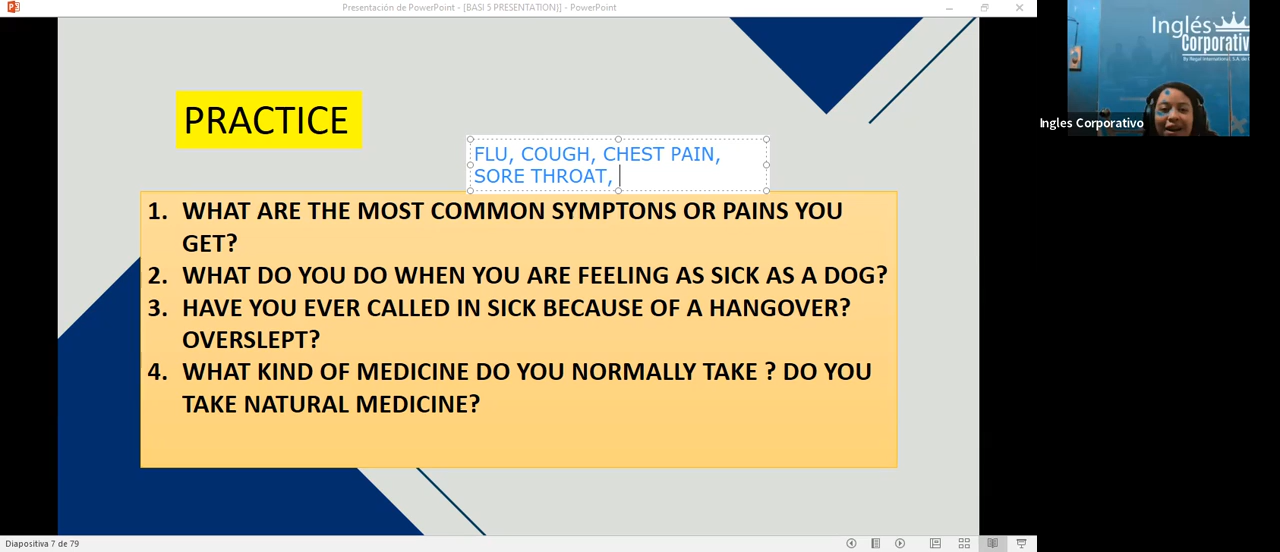 Presentación de PowerPoint - [BASI 5 PRESENTATION)] - PowerPoint
Inglés
Corporativ
Ingles Corporativo
PRACTICE
FLU, COUGH, CHEST PAIN,
SORE THROAT,
1. WHAT ARE THE MOST COMMON SYMPTONS OR PAINS YOU
GET?
2. WHAT DO YOU DO WHEN YOU ARE FEELING AS SICK AS A DOG?
3. HAVE YOU EVER CALLED IN SICK BECAUSE OF A HANGOVER?
OVERSLEPT?
4. WHAT KIND OF MEDICINE DO YOU NORMALLY TAKE ? DO YOU
TAKE NATURAL MEDICINE?
Diapositiva 7 de 79